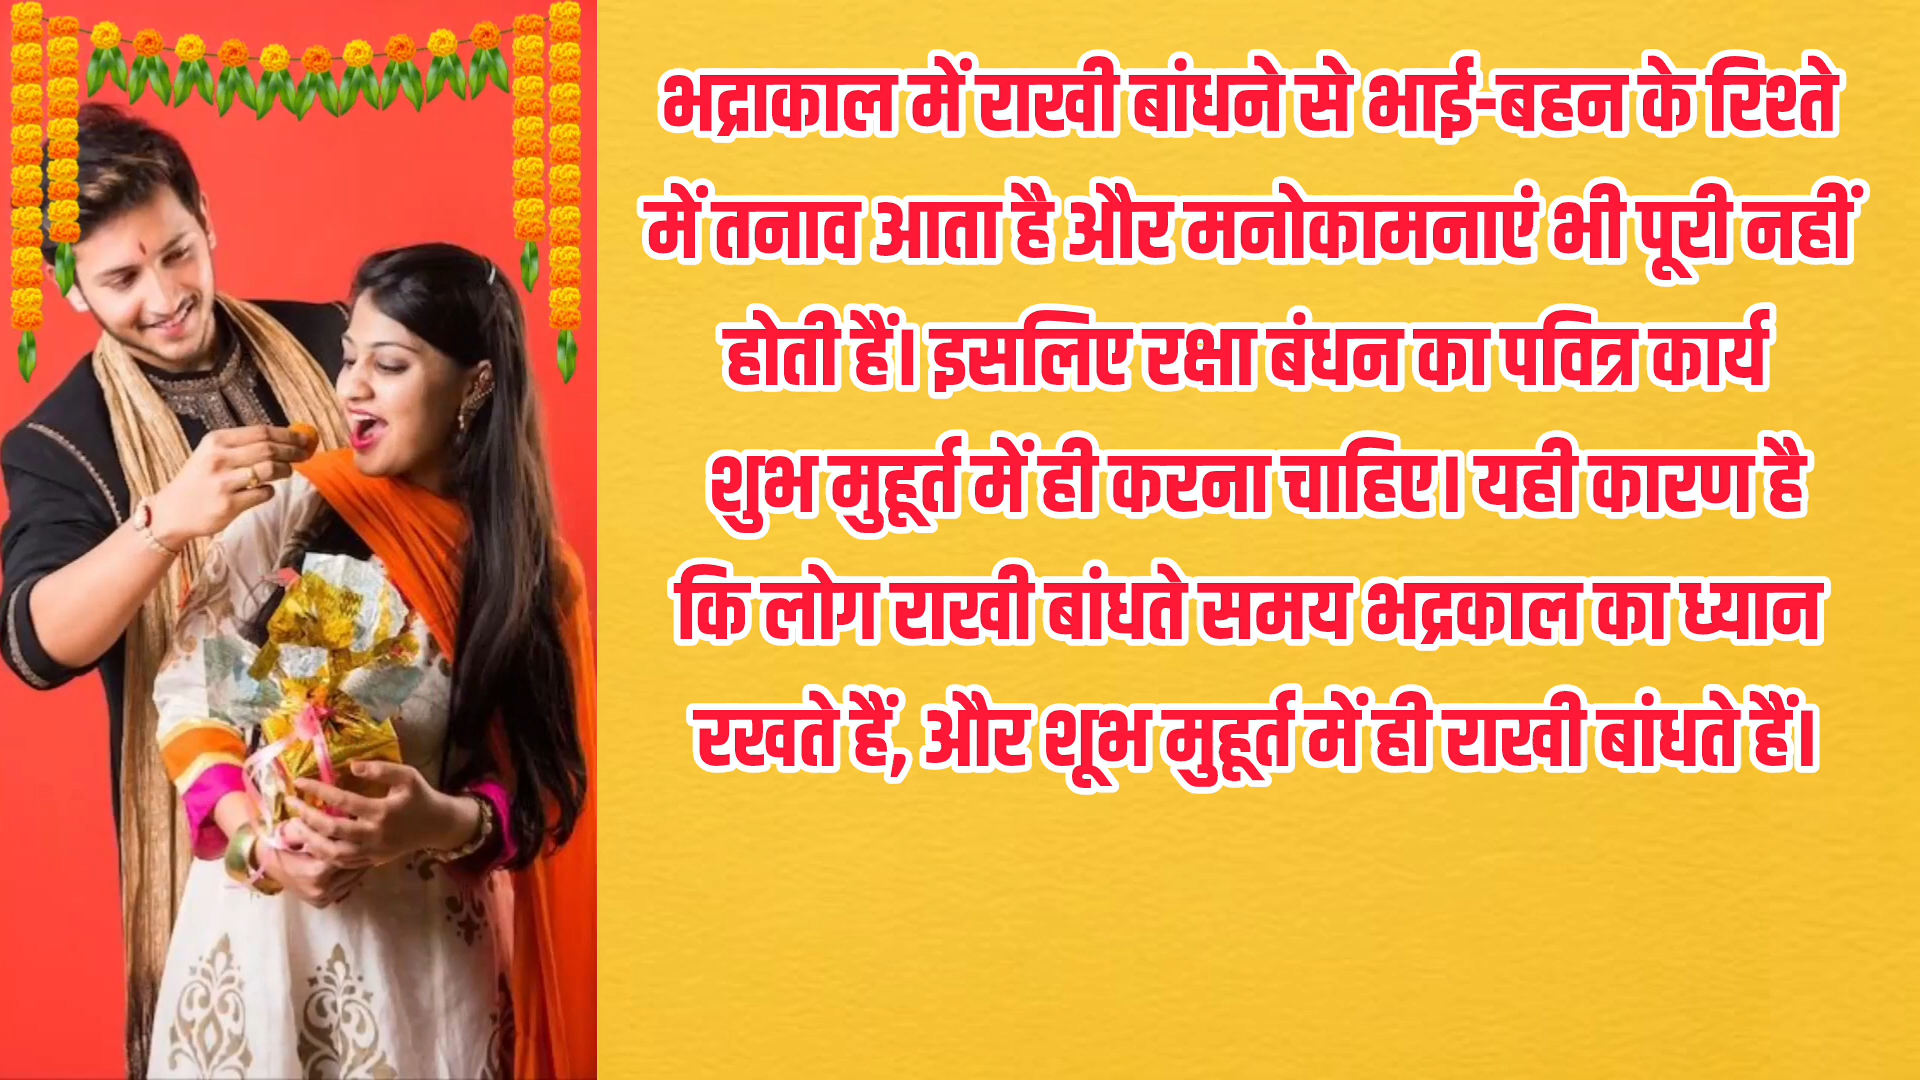 भद्राकाल में राखी बांधने से भाई-बहन के रिश्ते
में तनाव आता है और मनोकामनाएं भी पूरी नहीं
होती हैं। इसलिए रक्षा बंधन का पवित्र कार्य
शुभ मुहूर्त में ही करना चाहिए। यही कारण है
कि लोग राखी बांधते समय भद्रकाल का ध्यान
रखते हैं, और शूभ मुहूर्त में ही राखी बांधते हैं।